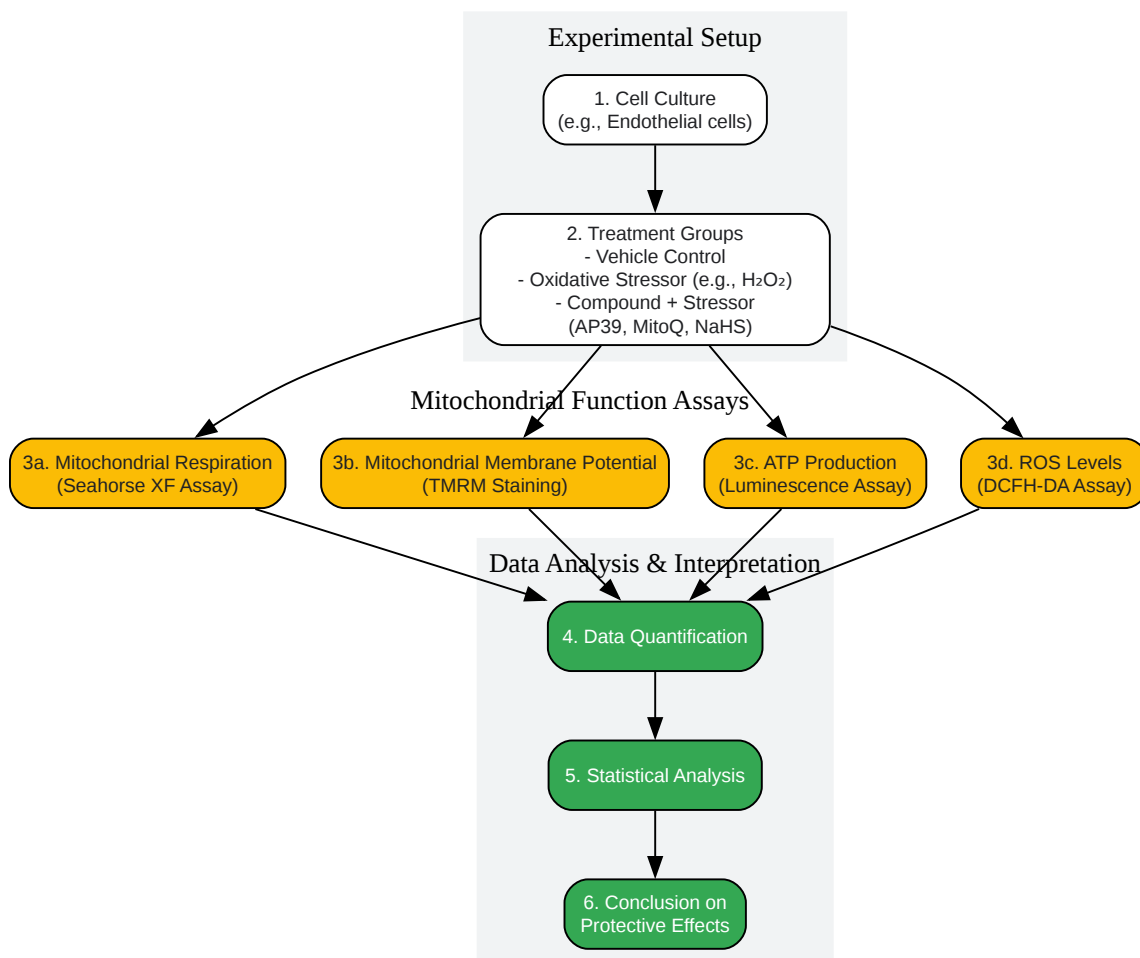 Experimental Setup
1. Cell Culture
(e.g., Endothelial cells)
2. Treatment Groups
- Vehicle Control
- Oxidative Stressor (e.g., H₂O₂)
- Compound + Stressor
(AP39, MitoQ, NaHS)
Mitochondrial Function Assays
3a. Mitochondrial Respiration
(Seahorse XF Assay)
3b. Mitochondrial Membrane Potential
(TMRM Staining)
3c. ATP Production
(Luminescence Assay)
3d. ROS Levels
(DCFH-DA Assay)
Data Analysis & Interpretation
4. Data Quantification
5. Statistical Analysis
6. Conclusion on
Protective Effects